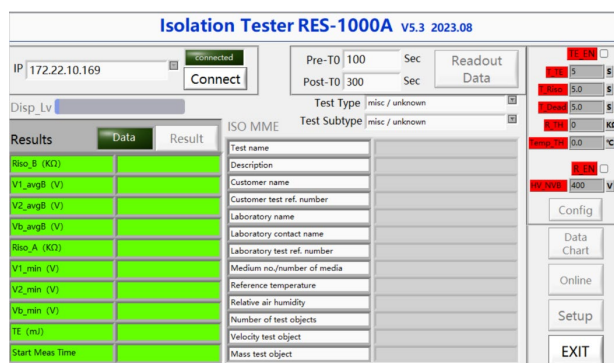 Isolation Tester RES-1000A V5.3 2023.08
IP 172.22.10.169
connected
Connect
Pre-T0 100 Sec
Post-T0 300 Sec
Readout Data
Disp_Lv
Test Type misc / unknown
Test Subtype misc / unknown
Results
Data
Result
Riso_B (KΩ)
V1_avgB (V)
V2_avgB (V)
Vb_avgB (V)
Riso_A (KΩ)
V1_min (V)
V2_min (V)
Vb_min (V)
TE (mJ)
Start Meas Time
ISO MME
Test name
Description
Customer name
Customer test ref. number
Laboratory name
Laboratory contact name
Laboratory test ref. number
Medium no./number of media
Reference temperature
Relative air humidity
Number of test objects
Velocity test object
Mass test object
TE_EN
T_TE 5 S
T_Riso 5.0 S
T_Dead 5.0 S
R_TH 0 KΩ
Temp_TH 0.0 °C
R_EN
HV_NVB 400 V
Config
Data
Chart
Online
Setup
EXIT